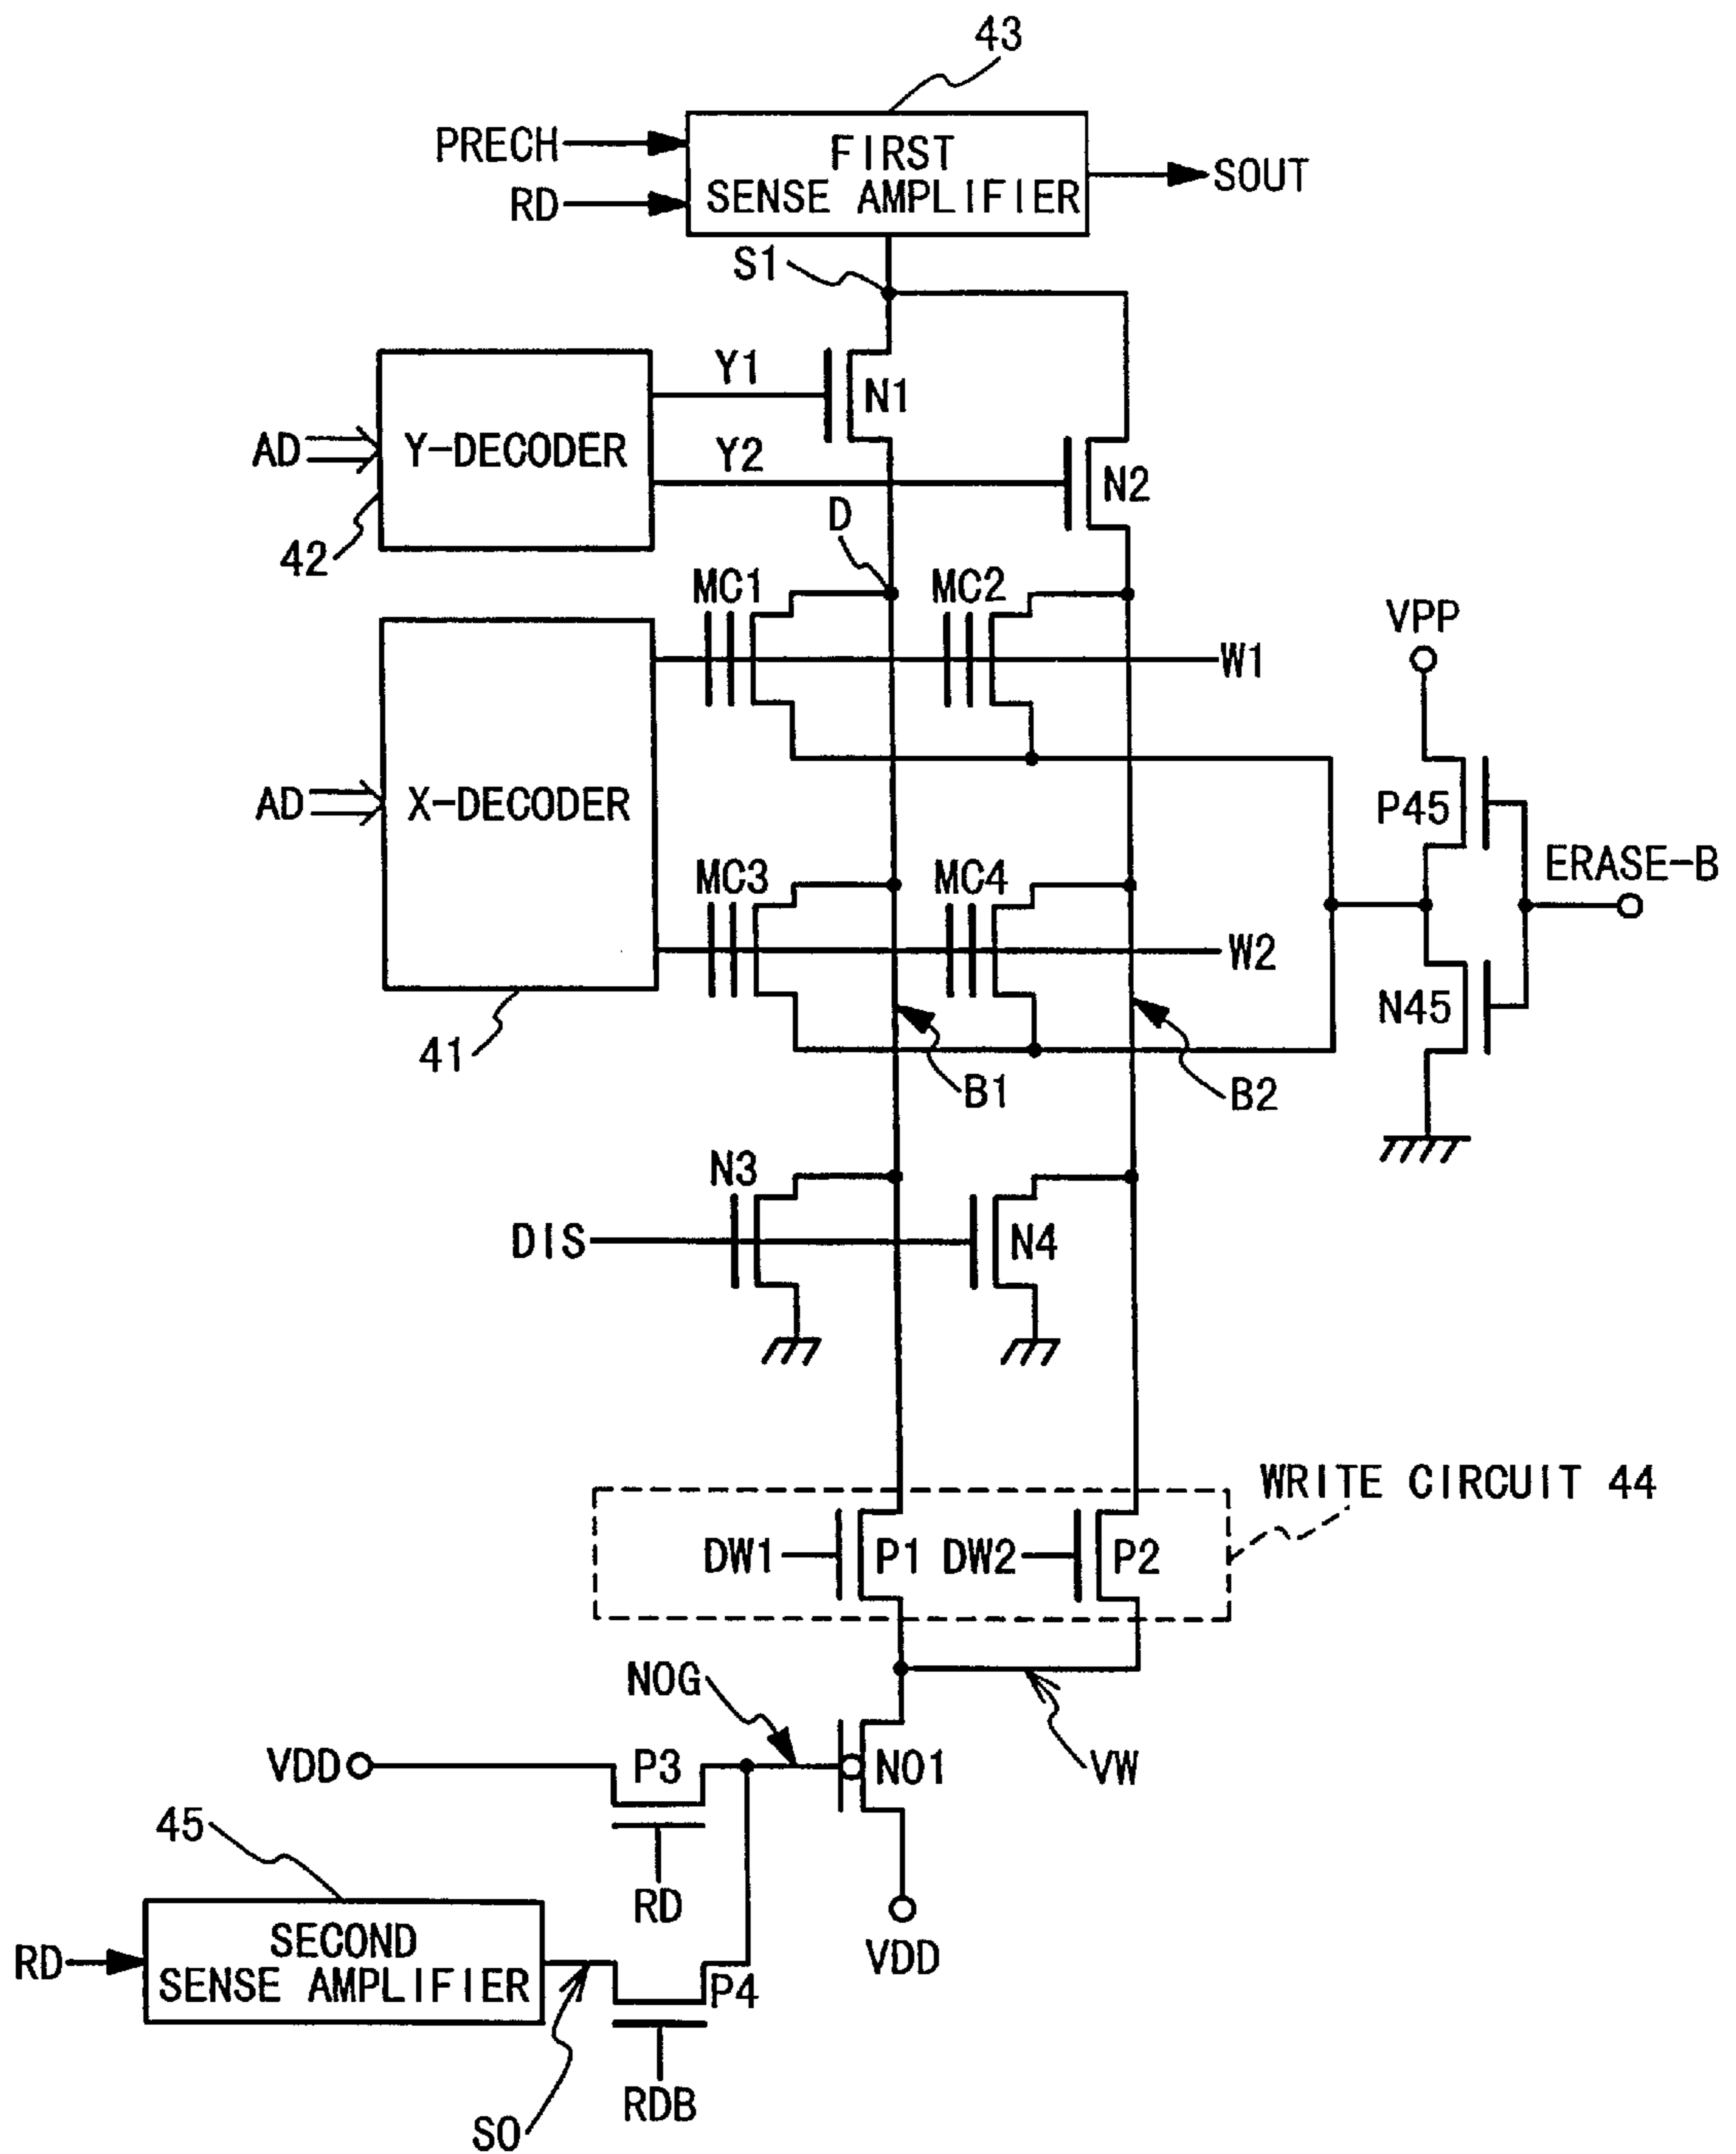 43
PRECH
FIRST
SENSE AMPLIFIER
SOUT
RD
S1
Y1
N1
AD
Y-DECODER
Y2
N2
D
42
MC1
MC2
VPP
W1
X-DECODER
AD
P45
ERASE-B
MC3
MC4
W2
N45
41
B1
B2
N3
DIS
N4
WRITE CIRCUIT 44
DW1
P1
DW2
P2
NOG
VDD
P3
NO1
VW
45
RD
SECOND
SENSE AMPLIFIER
RD
VDD
P4
RDB
SO